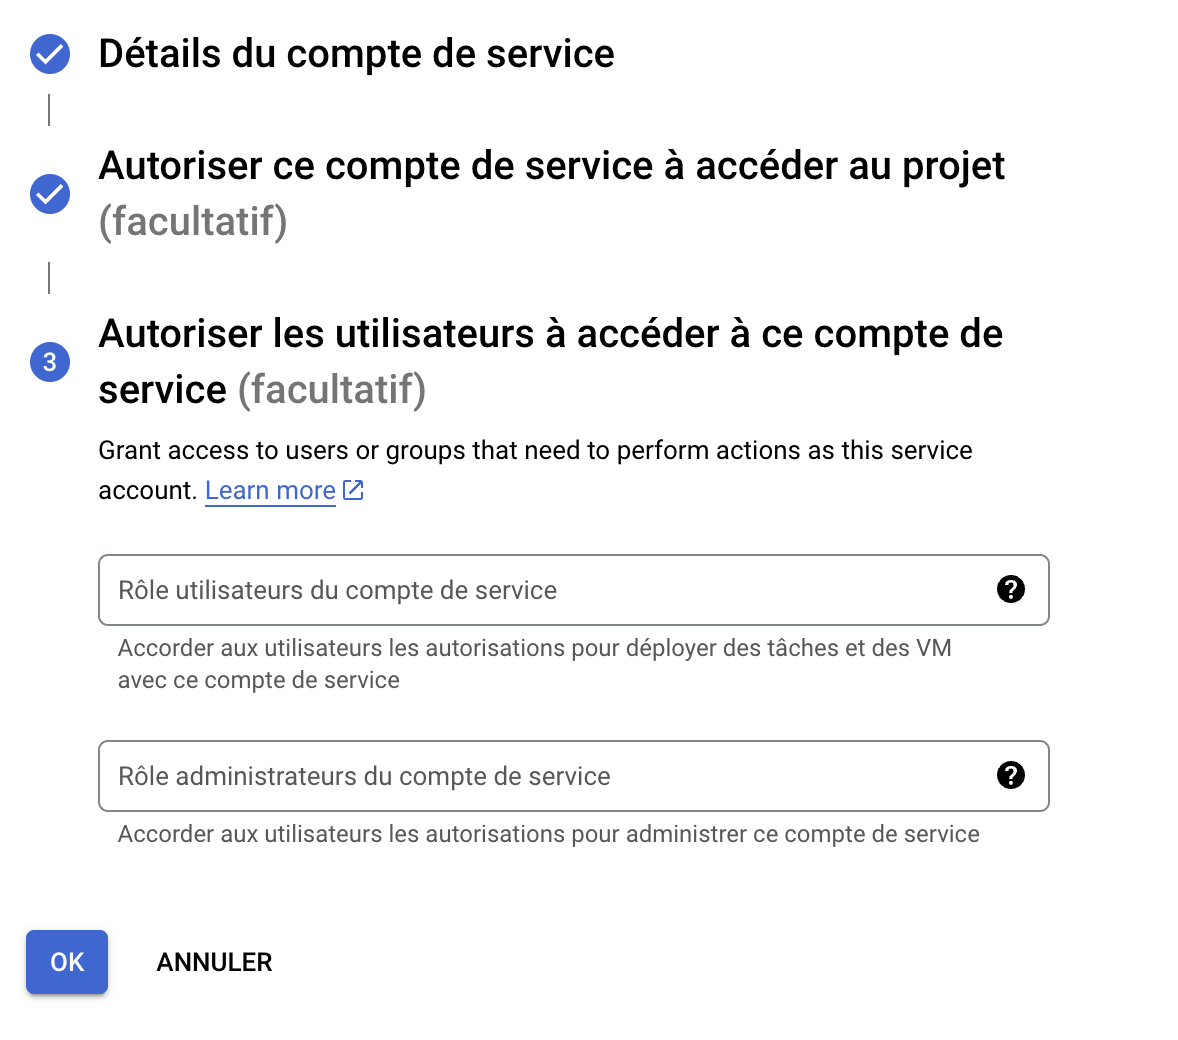 Détails du compte de service
Autoriser ce compte de service à accéder au projet
(facultatif)
3
Autoriser les utilisateurs à accéder à ce compte de
service (facultatif)
Grant access to users or groups that need to perform actions as this service
account. Learn more
Rôle utilisateurs du compte de service
Accorder aux utilisateurs les autorisations pour déployer des tâches et des VM
avec ce compte de service
Rôle administrateurs du compte de service
Accorder aux utilisateurs les autorisations pour administrer ce compte de service
OK ANNULER